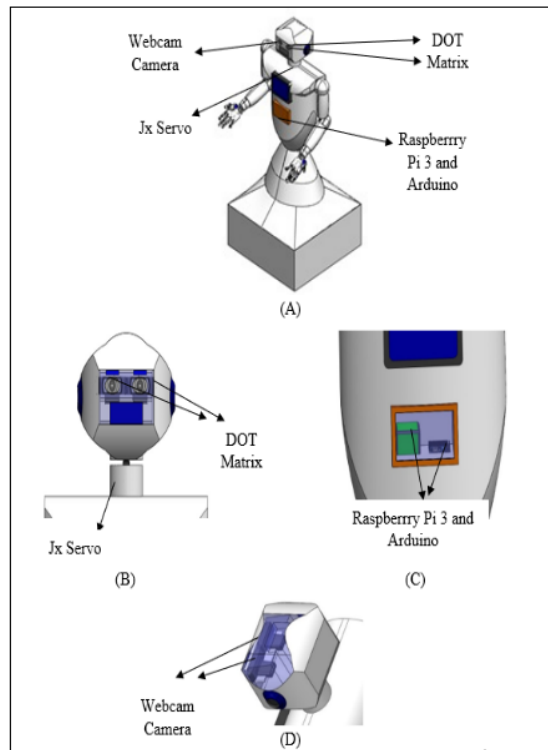 Webcam
Camera
DOT
Matrix
Jx Servo
Raspberrry
Pi 3 and
Arduino
(A)
DOT
Matrix
Jx Servo
(B)
Raspberrry Pi 3 and
Arduino
(C)
Webcam
Camera
(D)